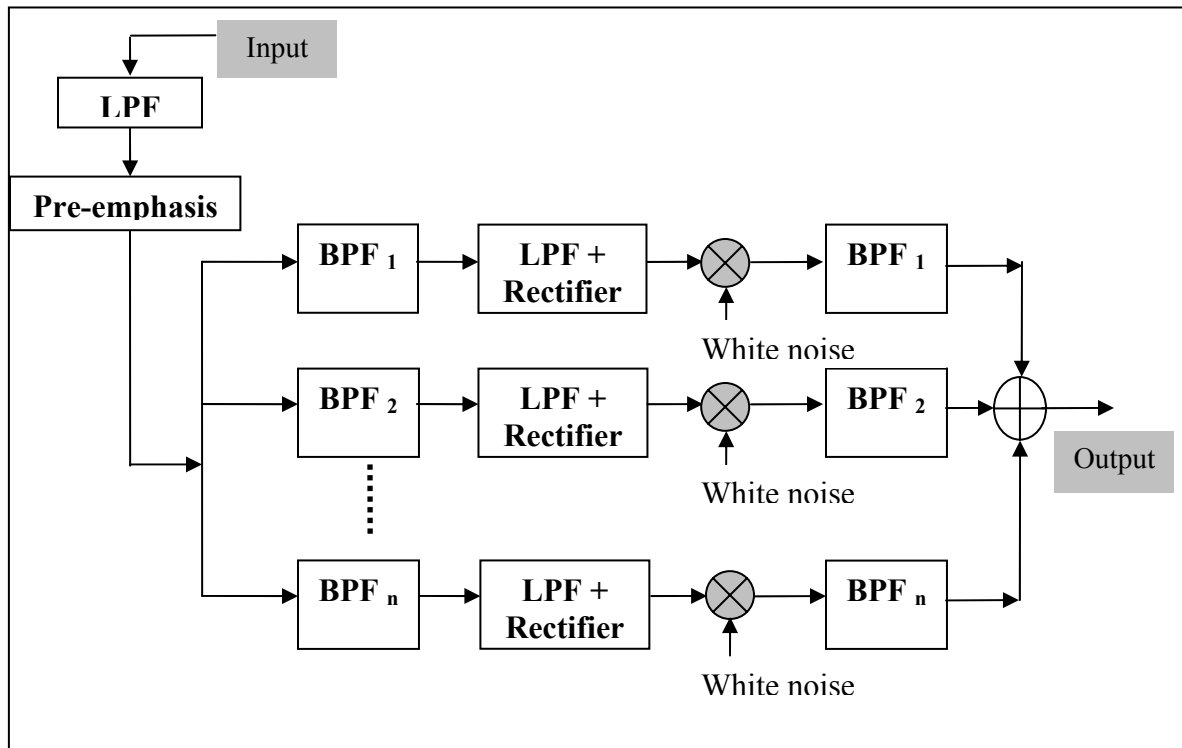 Input
LPF
Pre-emphasis
BPF 1
LPF +
Rectifier
BPF 1
White noise
BPF 2
LPF +
Rectifier
BPF 2
Output
White noise
BPF n
LPF +
Rectifier
BPF n
White noise